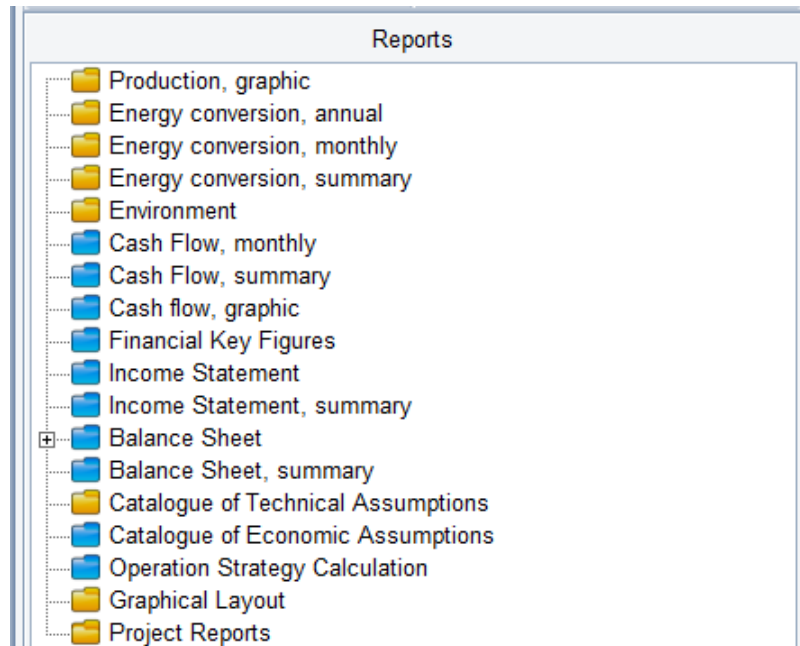 Reports
Production, graphic
Energy conversion, annual
Energy conversion, monthly
Energy conversion, summary
Environment
Cash Flow, monthly
Cash Flow, summary
Cash flow, graphic
Financial Key Figures
Income Statement
Income Statement, summary
Balance Sheet
Balance Sheet, summary
Catalogue of Technical Assumptions
Catalogue of Economic Assumptions
Operation Strategy Calculation
Graphical Layout
Project Reports